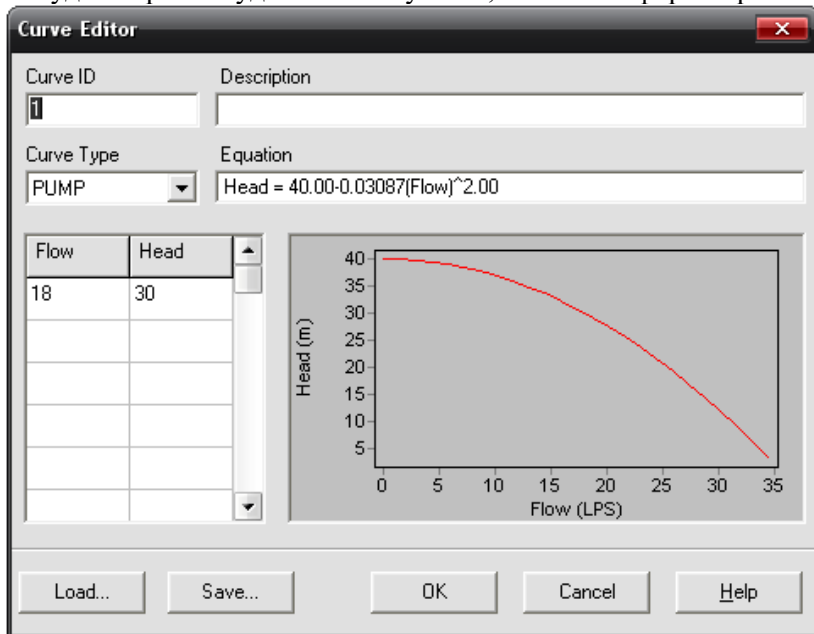 Curve Editor
Curve ID Description
1
Curve Type Equation
PUMP Head = 40.00-0.03087(Flow)^2.00
Flow Head
18 30
40
35
30
25
20
15
10
5
Head (m)
0 5 10 15 20 25 30 35
Flow (LPS)
Load... Save... OK Cancel Help